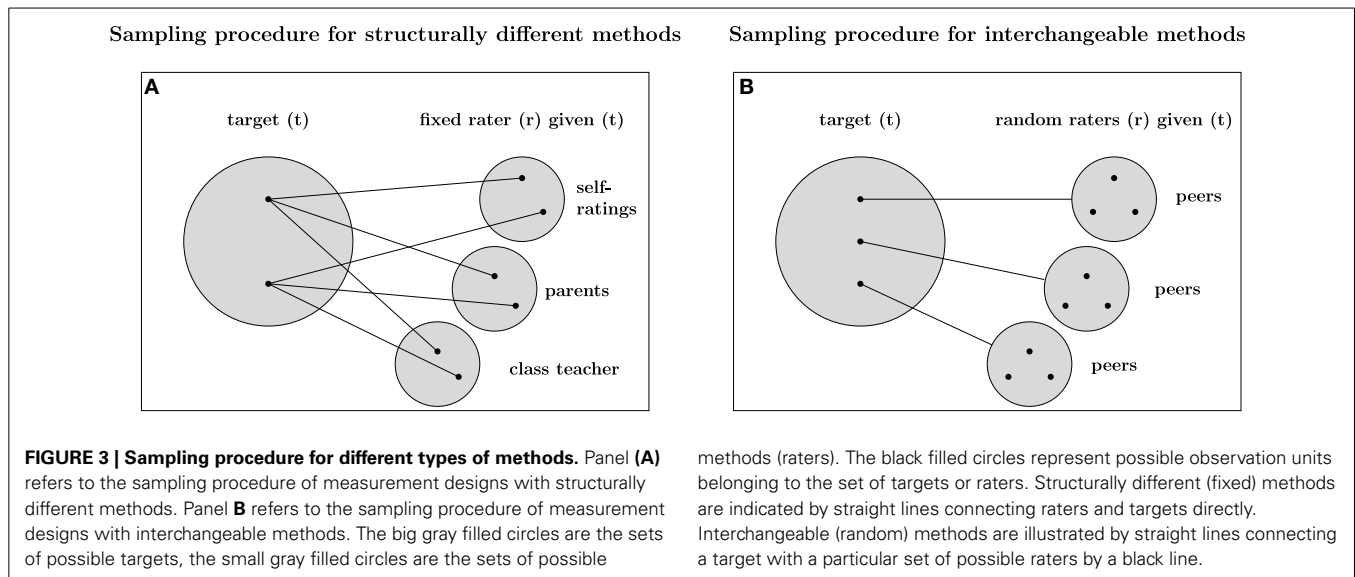 Sampling procedure for structurally different methods
A
target (t)
fixed rater (r) given (t)
self-
ratings
parents
class teacher
Sampling procedure for interchangeable methods
B
target (t)
random raters (r) given (t)
peers
peers
peers
FIGURE 3 | Sampling procedure for different types of methods. Panel (A)
refers to the sampling procedure of measurement designs with structurally
different methods. Panel B refers to the sampling procedure of measurement
designs with interchangeable methods. The big gray filled circles are the sets
of possible targets, the small gray filled circles are the sets of possible
methods (raters). The black filled circles represent possible observation units
belonging to the set of targets or raters. Structurally different (fixed) methods
are indicated by straight lines connecting raters and targets directly.
Interchangeable (random) methods are illustrated by straight lines connecting
a target with a particular set of possible raters by a black line.